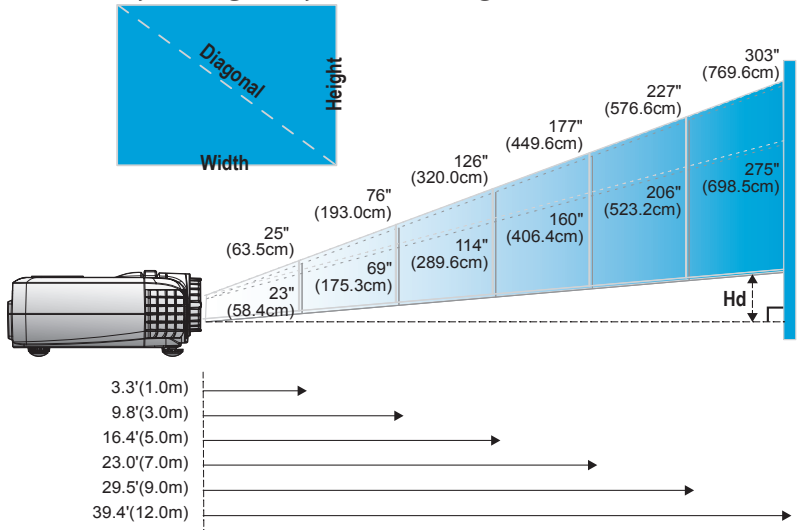 Diagonal
Height
Width
303"
(769.6cm)
227"
(576.6cm)
177"
(449.6cm)
126"
(320.0cm)
76"
(193.0cm)
25"
(63.5cm)
275"
(698.5cm)
206"
(523.2cm)
160"
(406.4cm)
114"
(289.6cm)
69"
(175.3cm)
23"
(58.4cm)
Hd
3.3'(1.0m)
9.8'(3.0m)
16.4'(5.0m)
23.0'(7.0m)
29.5'(9.0m)
39.4'(12.0m)